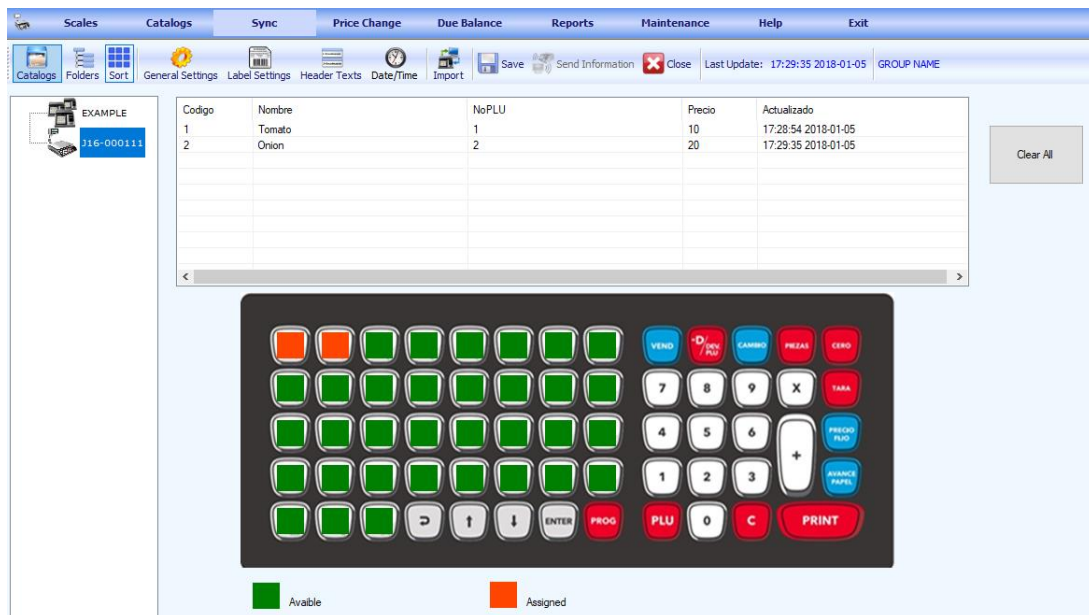 Scales Catalogs Sync Price Change Due Balance Reports Maintenance Help Exit
Catalogs Folders Sort General Settings Label Settings Header Texts Date/Time Import Save Send Information Close Last Update: 17:29:35 2018-01-05 GROUP NAME
EXAMPLE
J16-000111
Codigo Nombre NoPLU Precio Actualizado
1 Tomato 1 10 17:28:54 2018-01-05
2 Onion 2 20 17:29:35 2018-01-05
Clear All
VEND -D/DEV. PLU CAMBIO PIEZAS CERO
7 8 9 X TARA
4 5 6 + PRECIO FIJO
1 2 3 AVANCE PAPEL
ENTER PROG PLU 0 C PRINT
Avaible Assigned